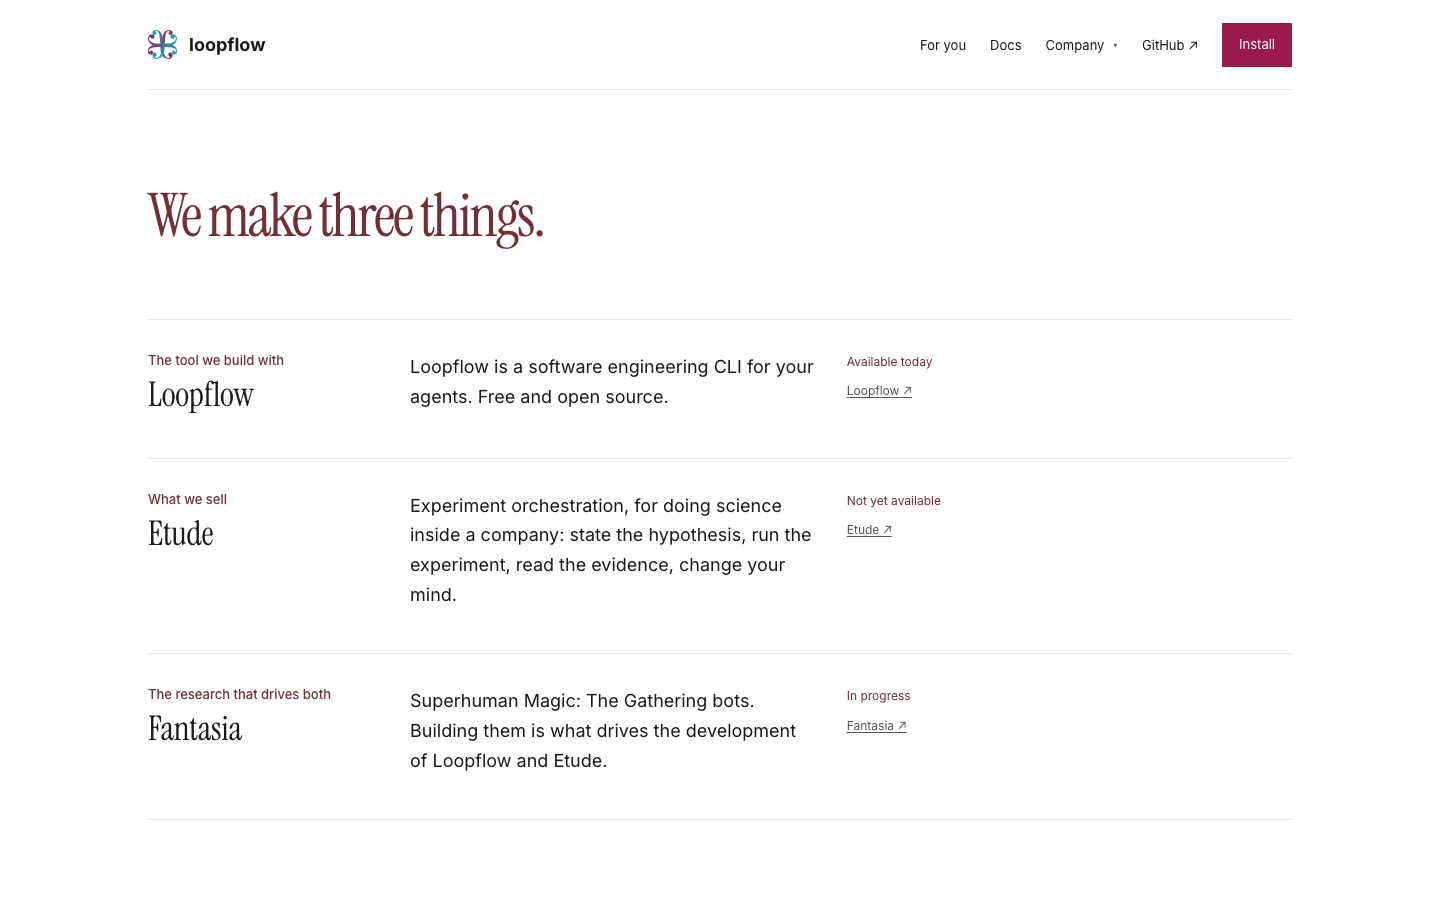 loopflow
For you
Docs
Company ▾
GitHub ↗
Install
We make three things.
The tool we build with
Loopflow
Loopflow is a software engineering CLI for your
agents. Free and open source.
Available today
Loopflow ↗
What we sell
Etude
Experiment orchestration, for doing science
inside a company: state the hypothesis, run the
experiment, read the evidence, change your
mind.
Not yet available
Etude ↗
The research that drives both
Fantasia
Superhuman Magic: The Gathering bots.
Building them is what drives the development
of Loopflow and Etude.
In progress
Fantasia ↗